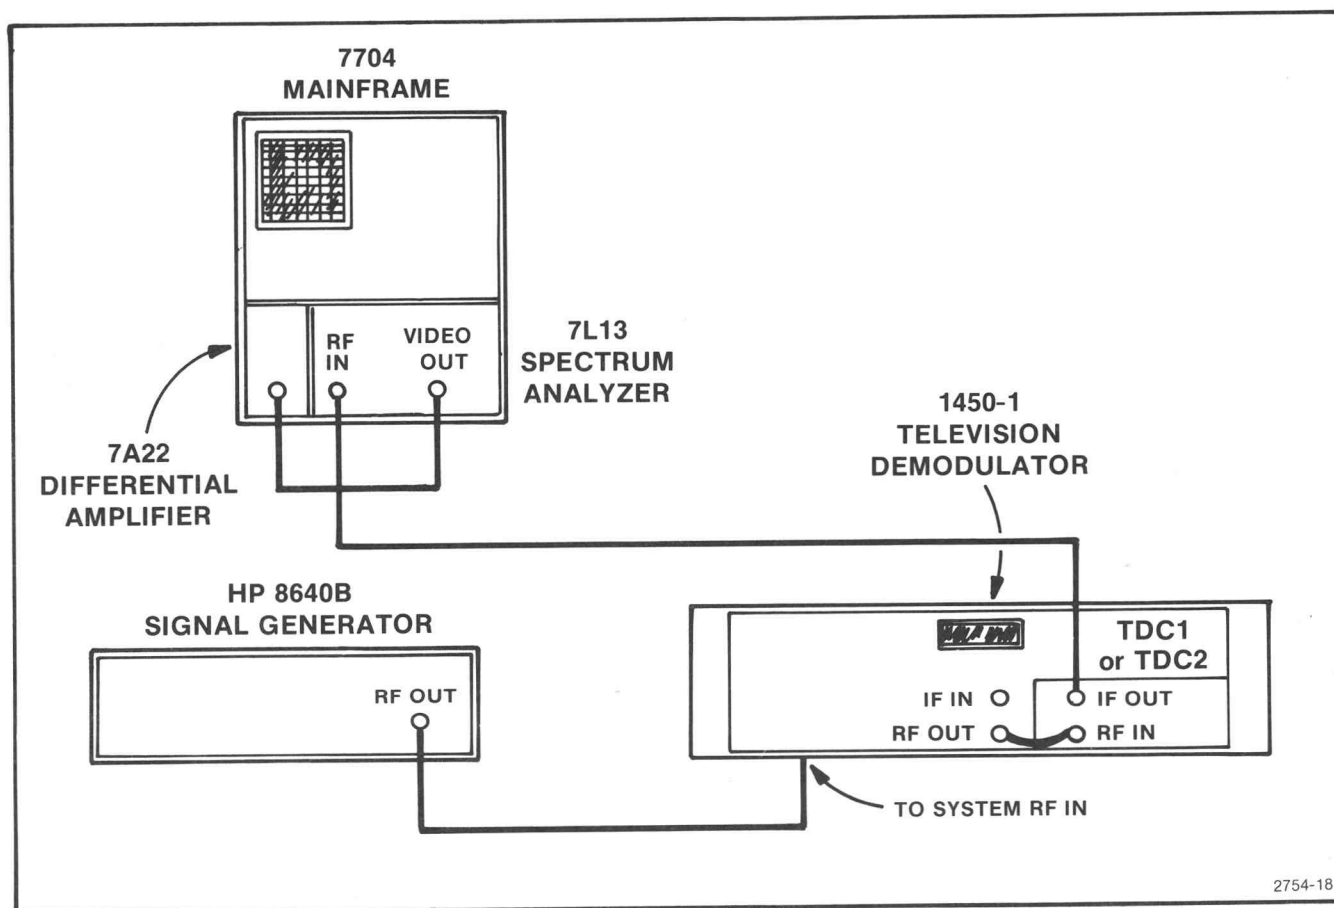 7704
MAINFRAME
RF
IN
VIDEO
OUT
7L13
SPECTRUM
ANALYZER
7A22
DIFFERENTIAL
AMPLIFIER
1450-1
TELEVISION
DEMODULATOR
HP 8640B
SIGNAL GENERATOR
RF OUT
TDC1
or TDC2
IF IN
IF OUT
RF OUT
RF IN
TO SYSTEM RF IN
2754-18